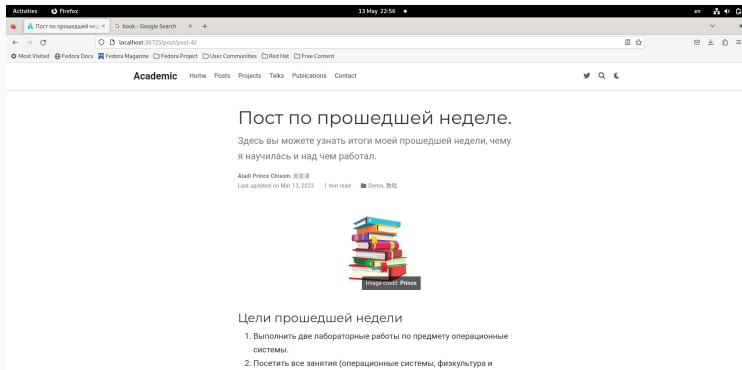 Activities Firefox 13 May 22:56 en
Пост по прошедшей нед × book - Google Search × +
localhost:36725/post/post-6/
Most Visited Fedora Docs Fedora Magazine Fedora Project User Communities Red Hat Free Content
Academic Home Posts Projects Talks Publications Contact
Пост по прошедшей неделе.
Здесь вы можете узнать итоги моей прошедшей недели, чему
я научилась и над чем работал.
Aladi Prince Chisom, 吳恩達
Last updated on Mar 13, 2023 · 1 min read · Demo, 教程
Image credit: Prince
Цели прошедшей недели
1. Выполнить две лабораторные работы по предмету операционные
системы.
2. Посетить все занятия (операционные системы, физкультура и